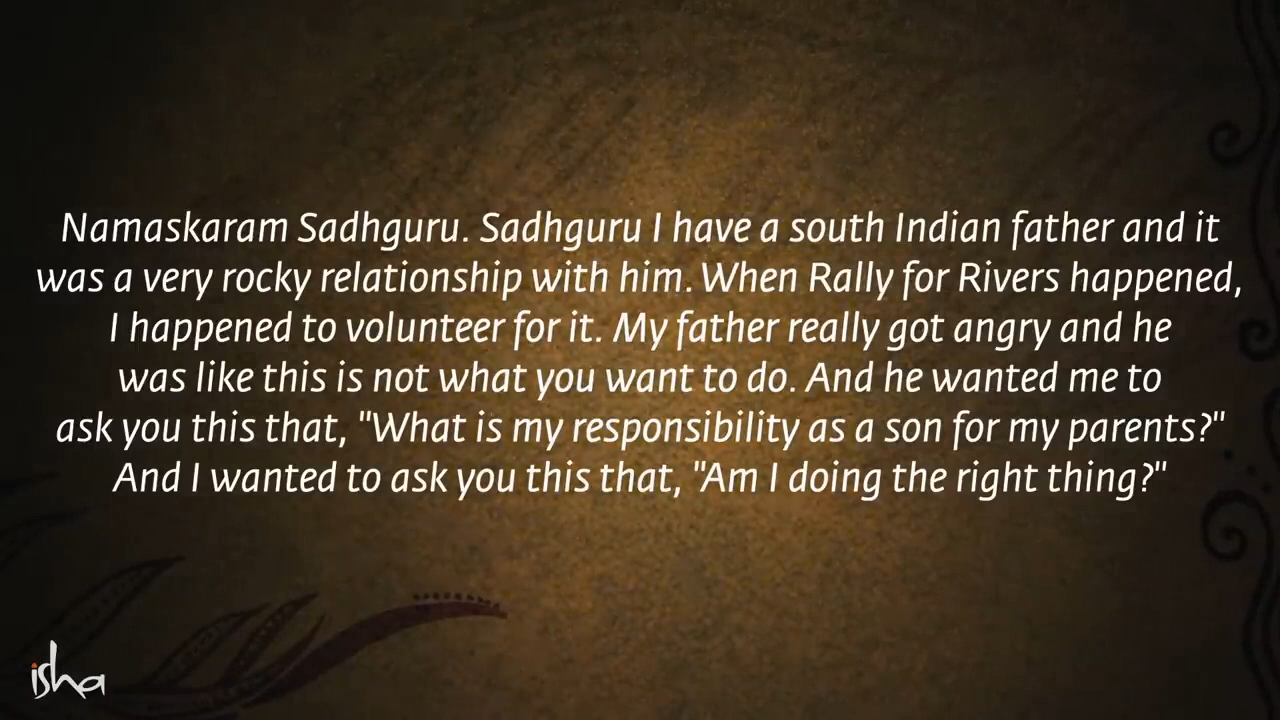 Namaskaram Sadhguru. Sadhguru I have a south Indian father and it
was a very rocky relationship with him. When Rally for Rivers happened,
I happened to volunteer for it. My father really got angry and he
was like this is not what you want to do. And he wanted me to
ask you this that, "What is my responsibility as a son for my parents?"
And I wanted to ask you this that, "Am I doing the right thing?"
isha